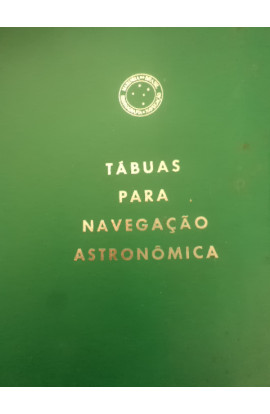 TÁBUAS
PARA
NAVEGAÇÃO
ASTRONÔMICA